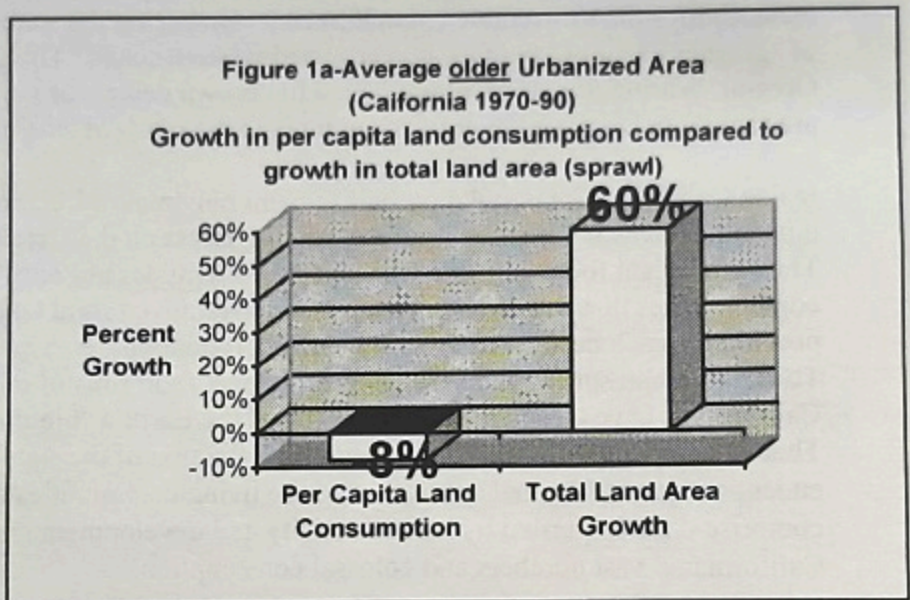 Figure 1a-Average older Urbanized Area
(Caifornia 1970-90)
Growth in per capita land consumption compared to
growth in total land area (sprawl)
60%
60%
50%
40%
30%
20%
10%
0%
-10%
Percent
Growth
8%
Per Capita Land
Consumption
Total Land Area
Growth